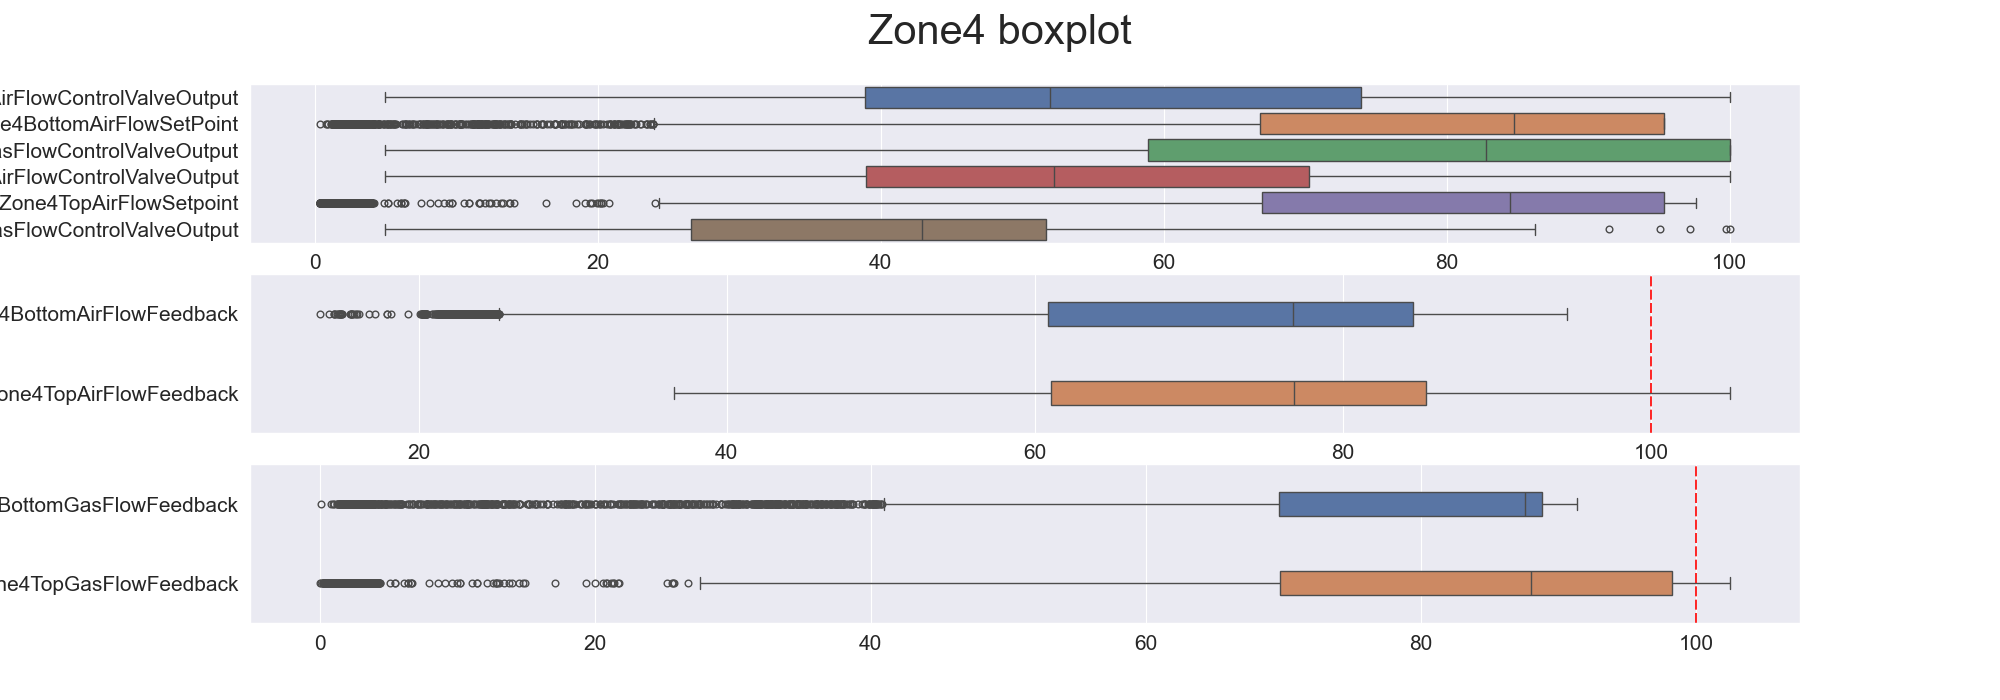 Zone4 boxplot
AirFlowControlValveOutput
e4BottomAirFlowSetPoint
asFlowControlValveOutput
AirFlowControlValveOutput
Zone4TopAirFlowSetpoint
asFlowControlValveOutput
0 20 40 60 80 100
4BottomAirFlowFeedback
one4TopAirFlowFeedback
20 40 60 80 100
BottomGasFlowFeedback
ne4TopGasFlowFeedback
0 20 40 60 80 100